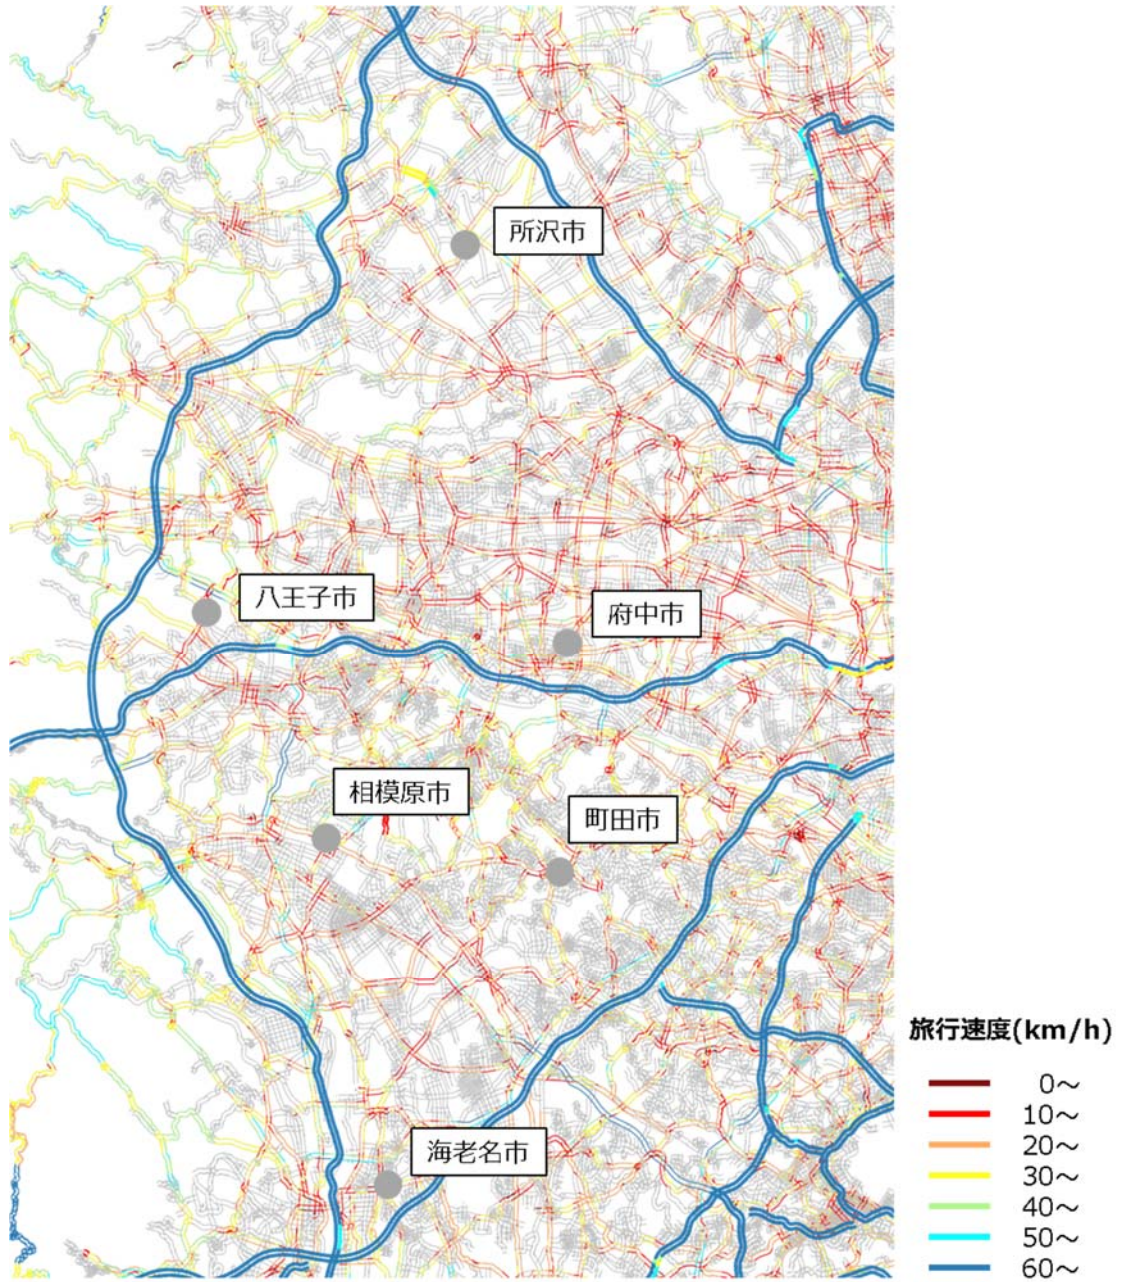 所沢市
八王子市
府中市
相模原市
町田市
海老名市
旅行速度(km/h)
0～
10～
20～
30～
40～
50～
60～